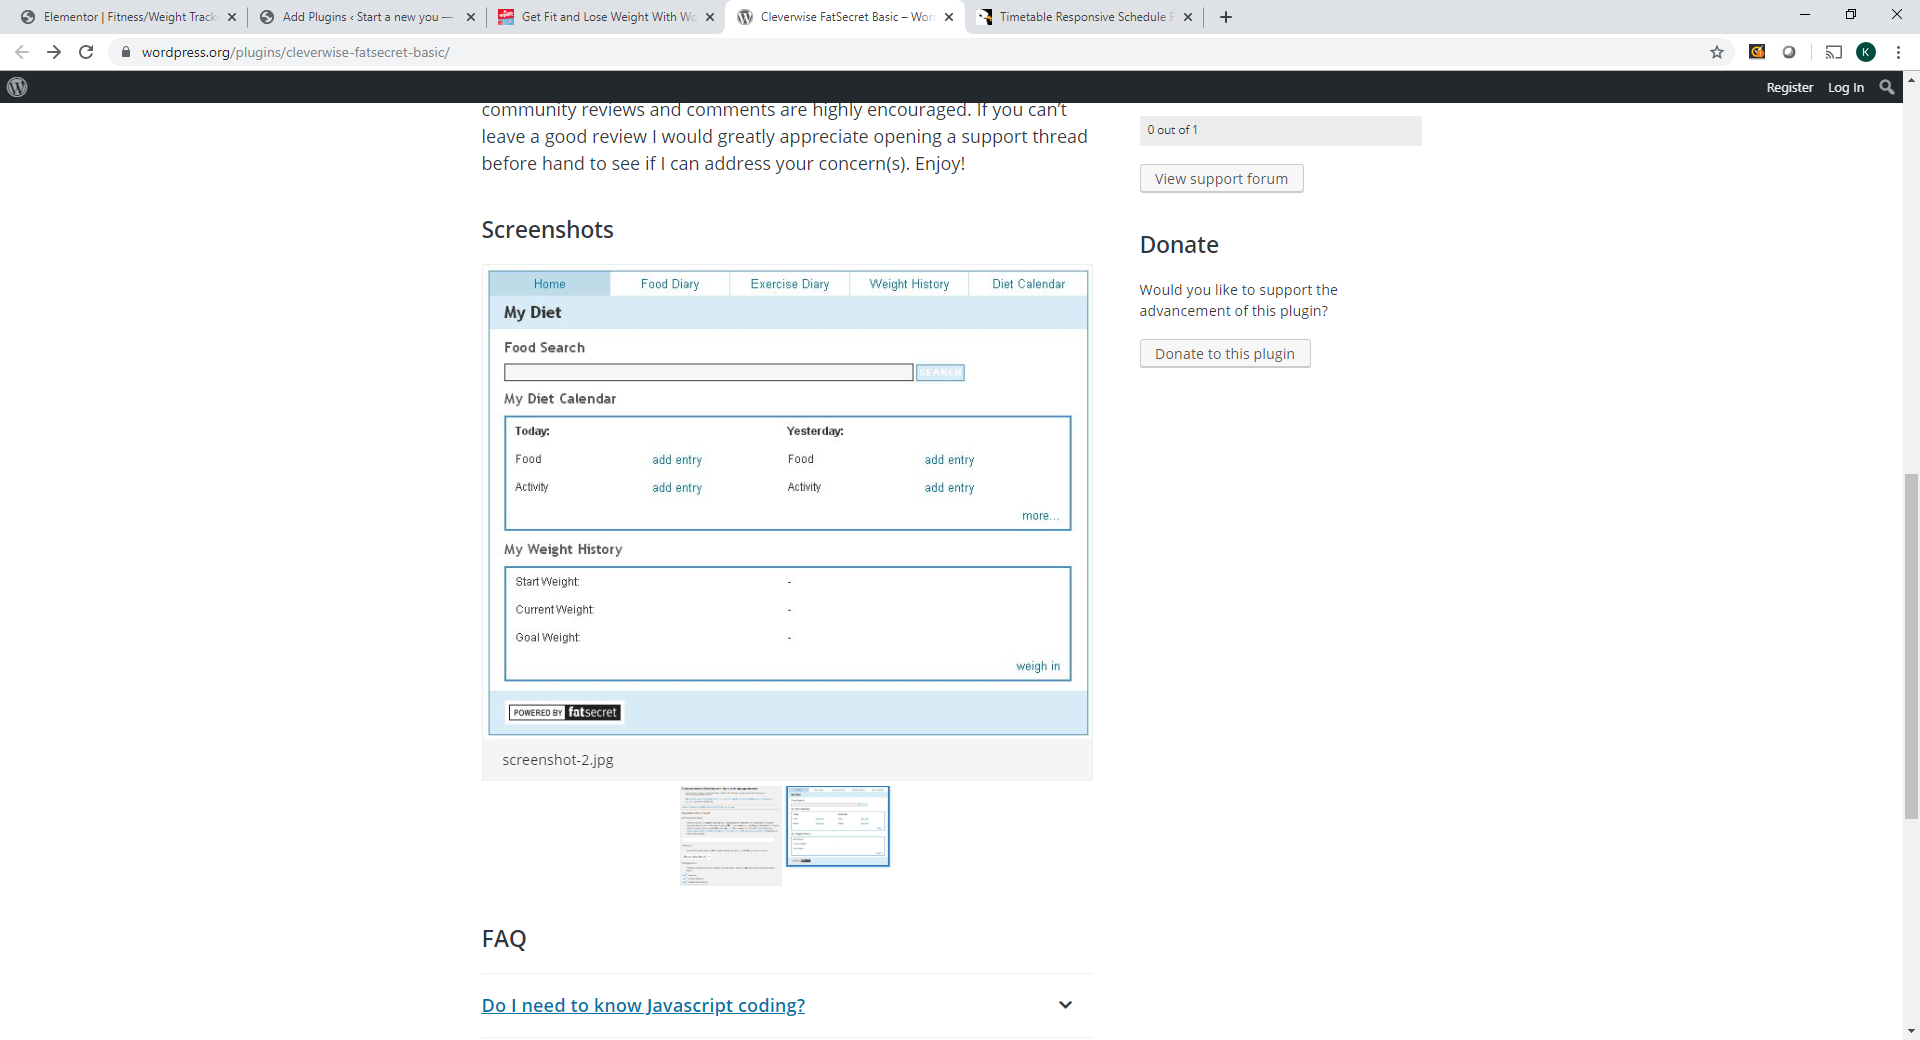 Elementor | Fitness/Weight Track
Add Plugins ‹ Start a new you —
Get Fit and Lose Weight With Wo
Cleverwise FatSecret Basic – Wor
Timetable Responsive Schedule F
wordpress.org/plugins/cleverwise-fatsecret-basic/
K
Register
Log In
community reviews and comments are highly encouraged. If you can't
leave a good review I would greatly appreciate opening a support thread
before hand to see if I can address your concern(s). Enjoy!
0 out of 1
View support forum
Donate
Would you like to support the
advancement of this plugin?
Donate to this plugin
Screenshots
Home
Food Diary
Exercise Diary
Weight History
Diet Calendar
My Diet
Food Search
SEARCH
My Diet Calendar
Today:
Yesterday:
Food
add entry
Food
add entry
Activity
add entry
Activity
add entry
more...
My Weight History
Start Weight:
-
Current Weight:
-
Goal Weight:
-
weigh in
POWERED BY fatsecret
screenshot-2.jpg
FAQ
Do I need to know Javascript coding?